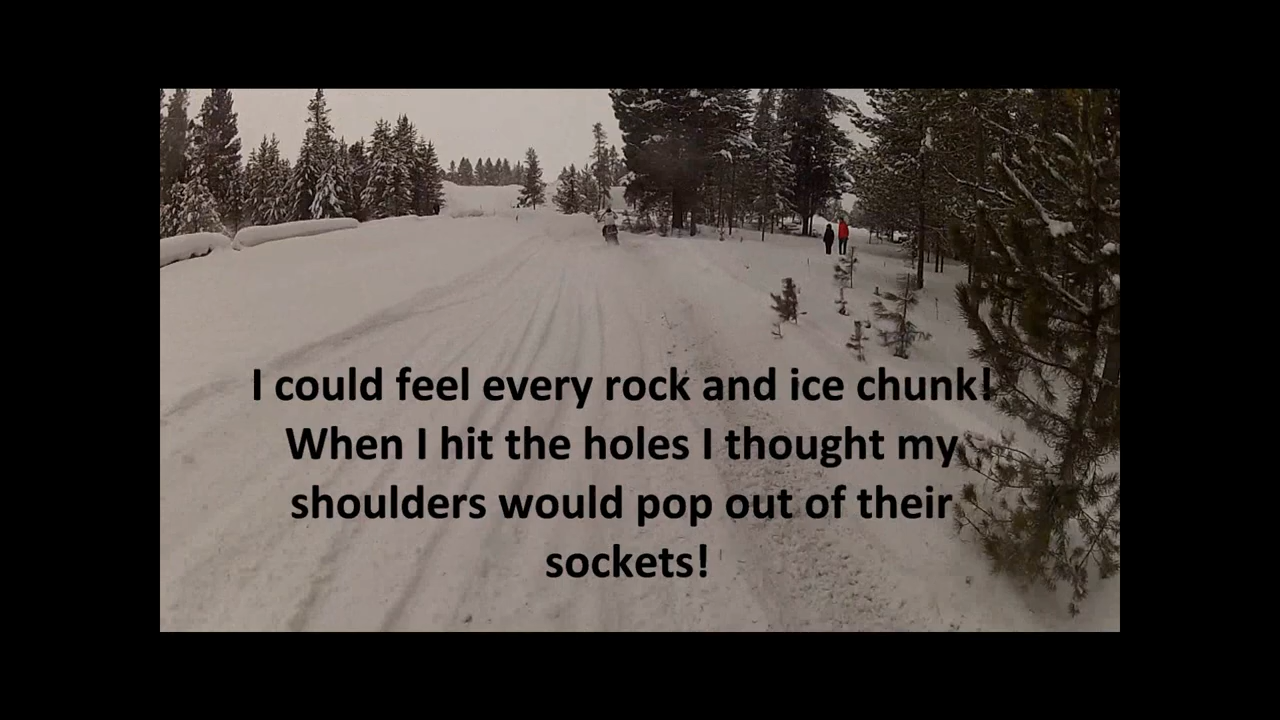 I could feel every rock and ice chunk!
When I hit the holes I thought my
shoulders would pop out of their
sockets!